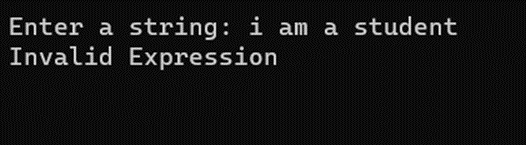 Enter a string: i am a student
Invalid Expression